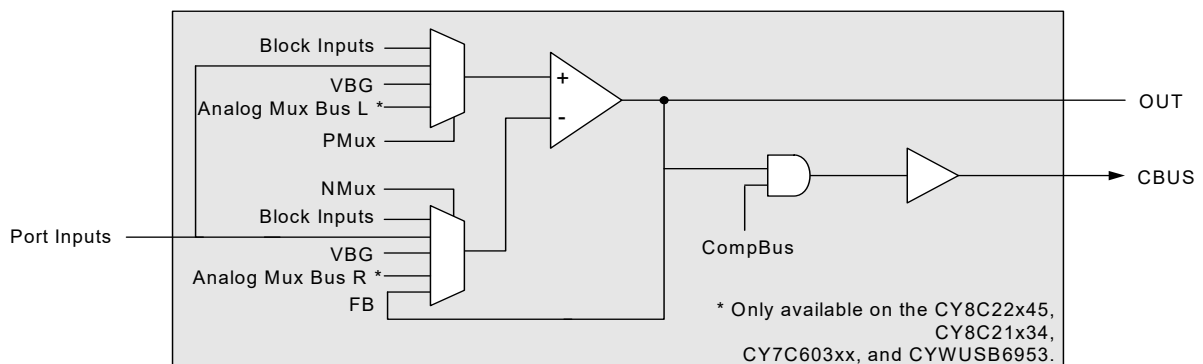 Block Inputs
VBG
Analog Mux Bus L *
PMux
+
-
OUT
NMux
Block Inputs
CBUS
Port Inputs
VBG
CompBus
Analog Mux Bus R *
FB
* Only available on the CY8C22x45,
CY8C21x34,
CY7C603xx, and CYWUSB6953.